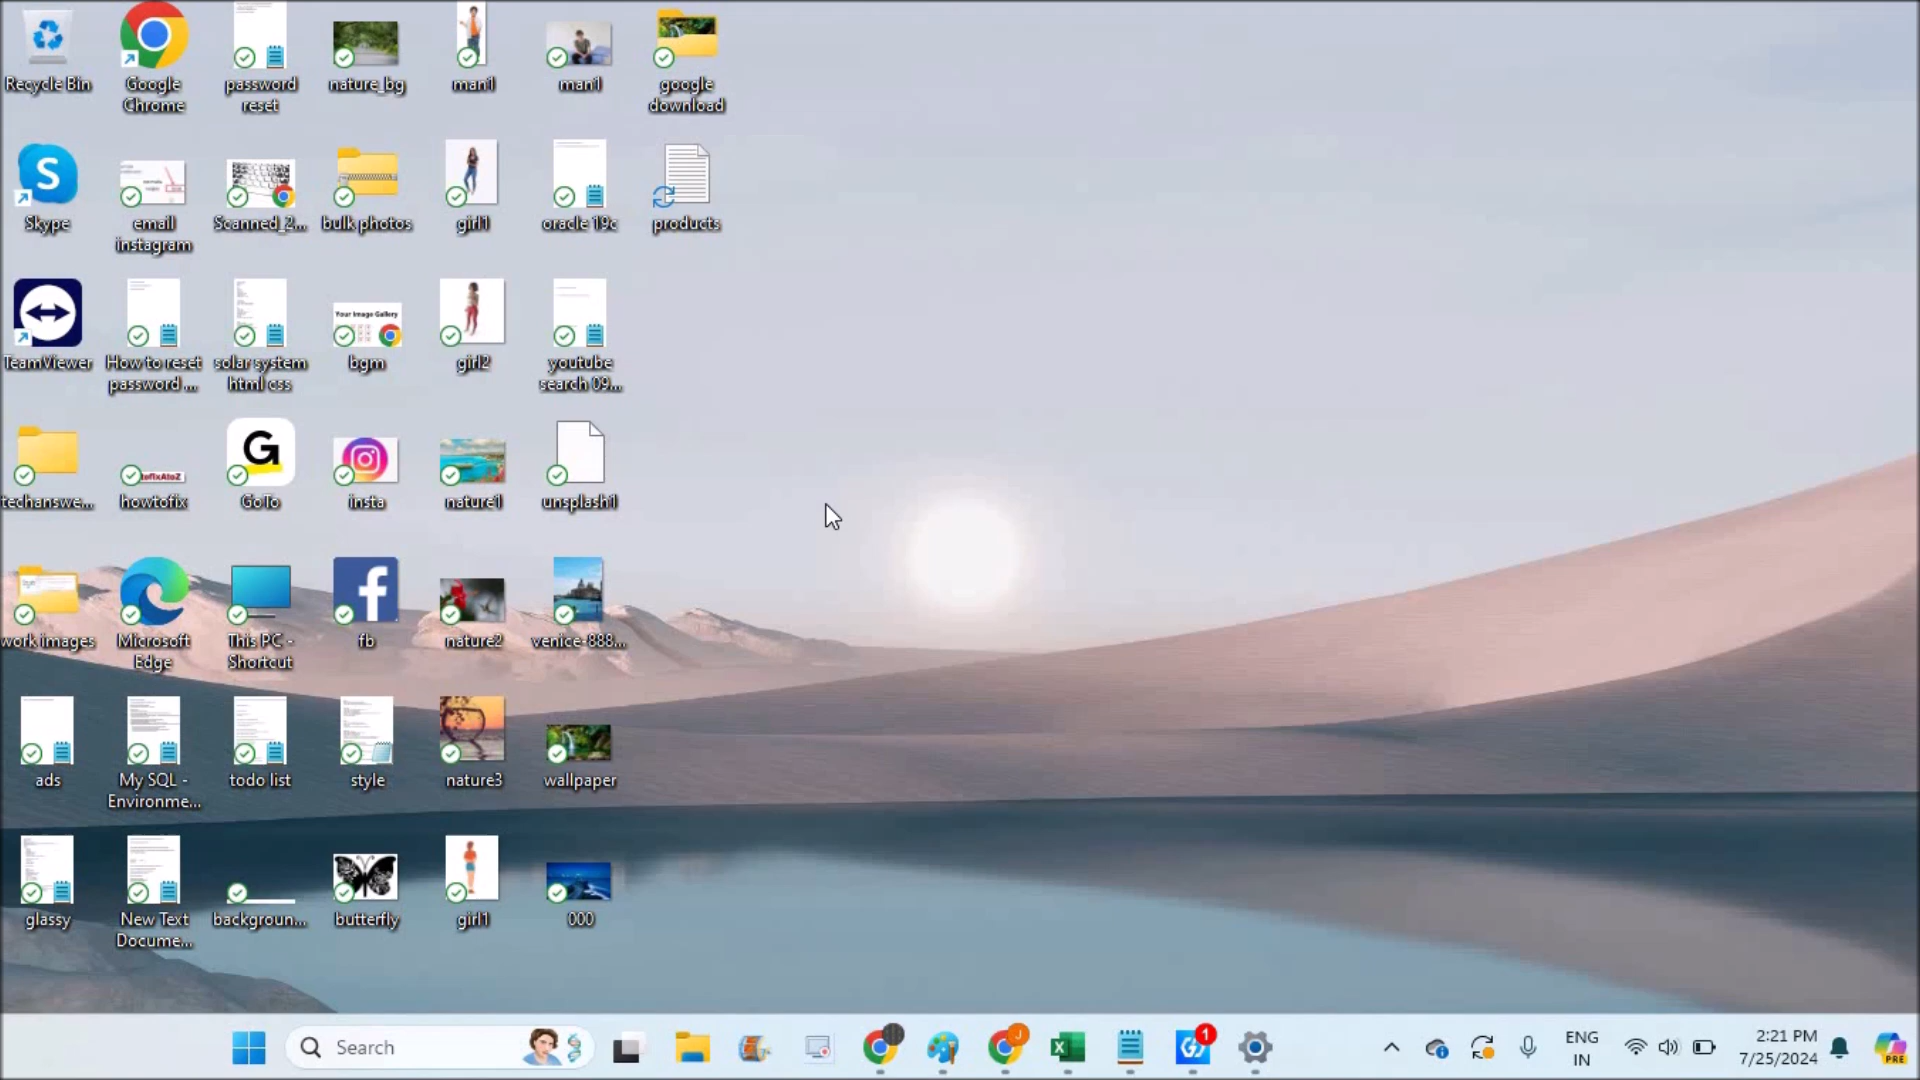 Recycle Bin
Google
Chrome
password
reset
nature_bg
man1
man1
google
download
Skype
email
instagram
Scanned_2...
bulk photos
girl1
oracle 19c
products
TeamViewer
How to reset
password ...
solar system
html css
Your Image Gallery
bgm
girl2
youtube
search 09...
techanswe...
tofixAtoZ
howtofix
G
GoTo
insta
nature1
unsplash1
work images
Microsoft
Edge
This PC -
Shortcut
fb
nature2
venice-888...
ads
My SQL -
Environme...
todo list
style
nature3
wallpaper
glassy
New Text
Docume...
backgroun...
butterfly
girl1
000
Search
J
1
ENG
IN
2:21 PM
7/25/2024
PRE